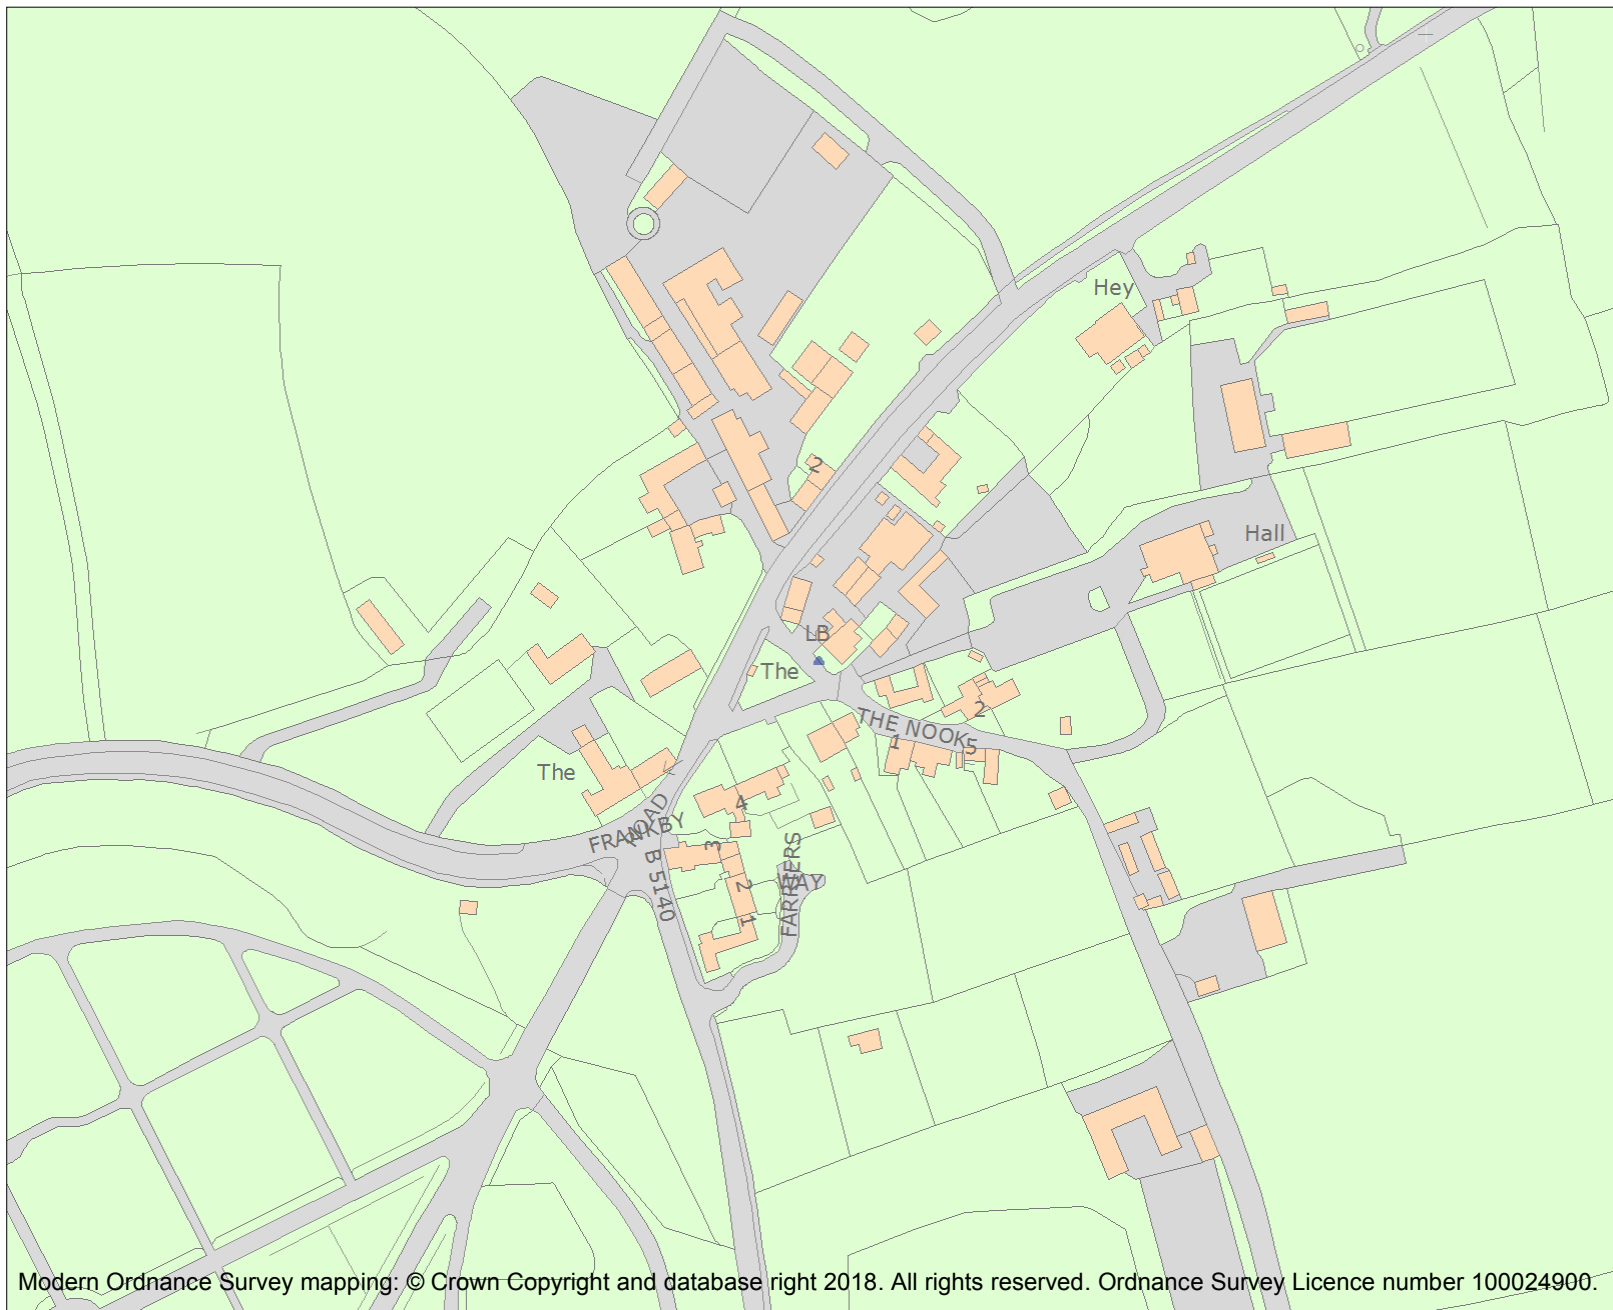 Hey
2
Hall
LB
The
THE NOOK
2
1
5
The
4
FRANKBY
ROAD
3
B 5140
FARRIERS
WAY
2
1
Modern Ordnance Survey mapping: © Crown Copyright and database right 2018. All rights reserved. Ordnance Survey Licence number 100024900.